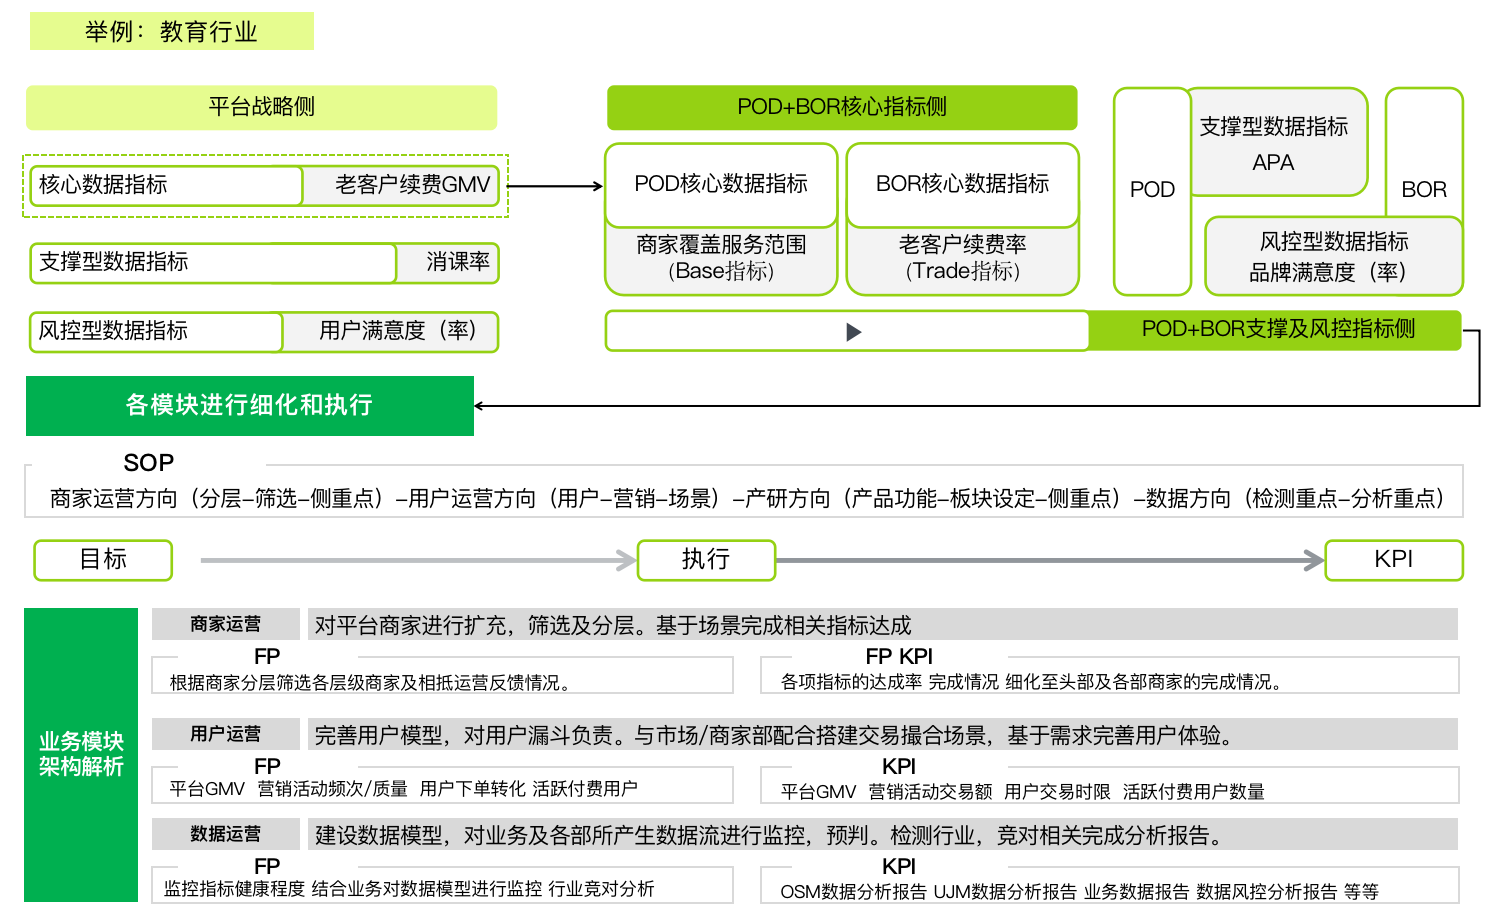 举例：教育行业
平台战略侧
核心数据指标
老客户续费GMV
支撑型数据指标
消课率
风控型数据指标
用户满意度（率）
POD+BOR核心指标侧
POD核心数据指标
商家覆盖服务范围
（Base指标）
BOR核心数据指标
老客户续费率
（Trade指标）
POD
支撑型数据指标
APA
BOR
风控型数据指标
品牌满意度（率）
POD+BOR支撑及风控指标侧
各模块进行细化和执行
SOP
商家运营方向（分层-筛选-侧重点）-用户运营方向（用户-营销-场景）-产研方向（产品功能-板块设定-侧重点）-数据方向（检测重点-分析重点）
目标
执行
KPI
业务模块
架构解析
商家运营
对平台商家进行扩充，筛选及分层。基于场景完成相关指标达成
FP
根据商家分层筛选各层级商家及相抵运营反馈情况。
FP KPI
各项指标的达成率 完成情况 细化至头部及各部商家的完成情况。
用户运营
完善用户模型，对用户漏斗负责。与市场/商家部配合搭建交易撮合场景，基于需求完善用户体验。
FP
平台GMV 营销活动频次/质量 用户下单转化 活跃付费用户
KPI
平台GMV 营销活动交易额 用户交易时限 活跃付费用户数量
数据运营
建设数据模型，对业务及各部所产生数据流进行监控，预判。检测行业，竞对相关完成分析报告。
FP
监控指标健康程度 结合业务对数据模型进行监控 行业竞对分析
KPI
OSM数据分析报告 UJM数据分析报告 业务数据报告 数据风控分析报告 等等